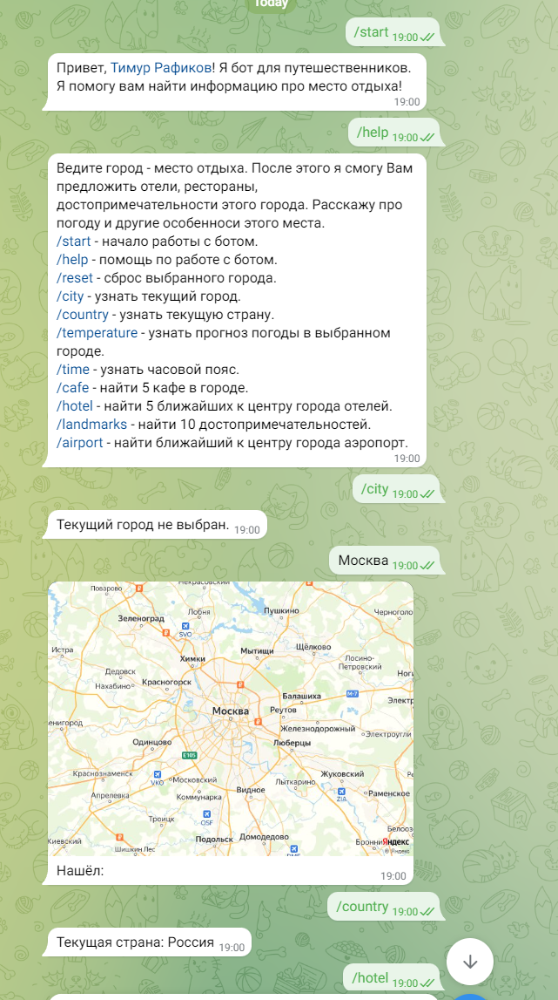 Today
/start 19:00
Привет, Тимур Рафиков! Я бот для путешественников.
Я помогу вам найти информацию про место отдыха!
19:00
/help 19:00
Ведите город - место отдыха. После этого я смогу Вам
предложить отели, рестораны,
достопримечательности этого города. Расскажу про
погоду и другие особенноси этого места.
/start - начало работы с ботом.
/help - помощь по работе с ботом.
/reset - сброс выбранного города.
/city - узнать текущий город.
/country - узнать текущую страну.
/temperature - узнать прогноз погоды в выбранном
городе.
/time - узнать часовой пояс.
/cafe - найти 5 кафе в городе.
/hotel - найти 5 ближайших к центру города отелей.
/landmarks - найти 10 достопримечательностей.
/airport - найти ближайший к центру города аэропорт.
19:00
/city 19:00
Текущий город не выбран. 19:00
Москва 19:00
Некрасовский
Поварово
Зеленоград
Лобня
Пушкино
Черноголо
SVO
Истра
Химки
Мытищи
Щёлково
Лосино-
Петровский
Дедовск
Нахабино
Красногорск
Ноги
Балашиха
М-7
Электр
Москва
Реутов
енигород
Железнодорожный
Электроугли
Одинцово
Люберцы
E105
Краснознаменск
VKO
Московский
Лыткарино
Жуковский
Апрелевка
Коммунарка
Видное
ZIA
Раменское
Троицк
OSF
Киевский
Шишкин Лес
Подольск
Домодедово
DME
Белоозё
Бронни
Яндекс
© Яндекс
Нашёл:
19:00
/country 19:00
Текущая страна: Россия 19:00
/hotel 19:00